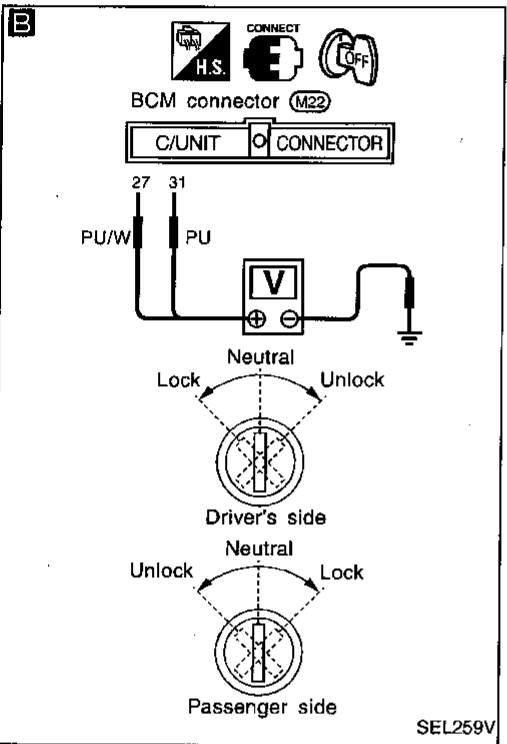 B
CONNECT
H.S.
OFF
BCM connector (M22)
C/UNIT CONNECTOR
27 31
PU/W PU
V
⊕ ⊖
Neutral
Lock Unlock
Driver's side
Neutral
Unlock Lock
Passenger side
SEL259V